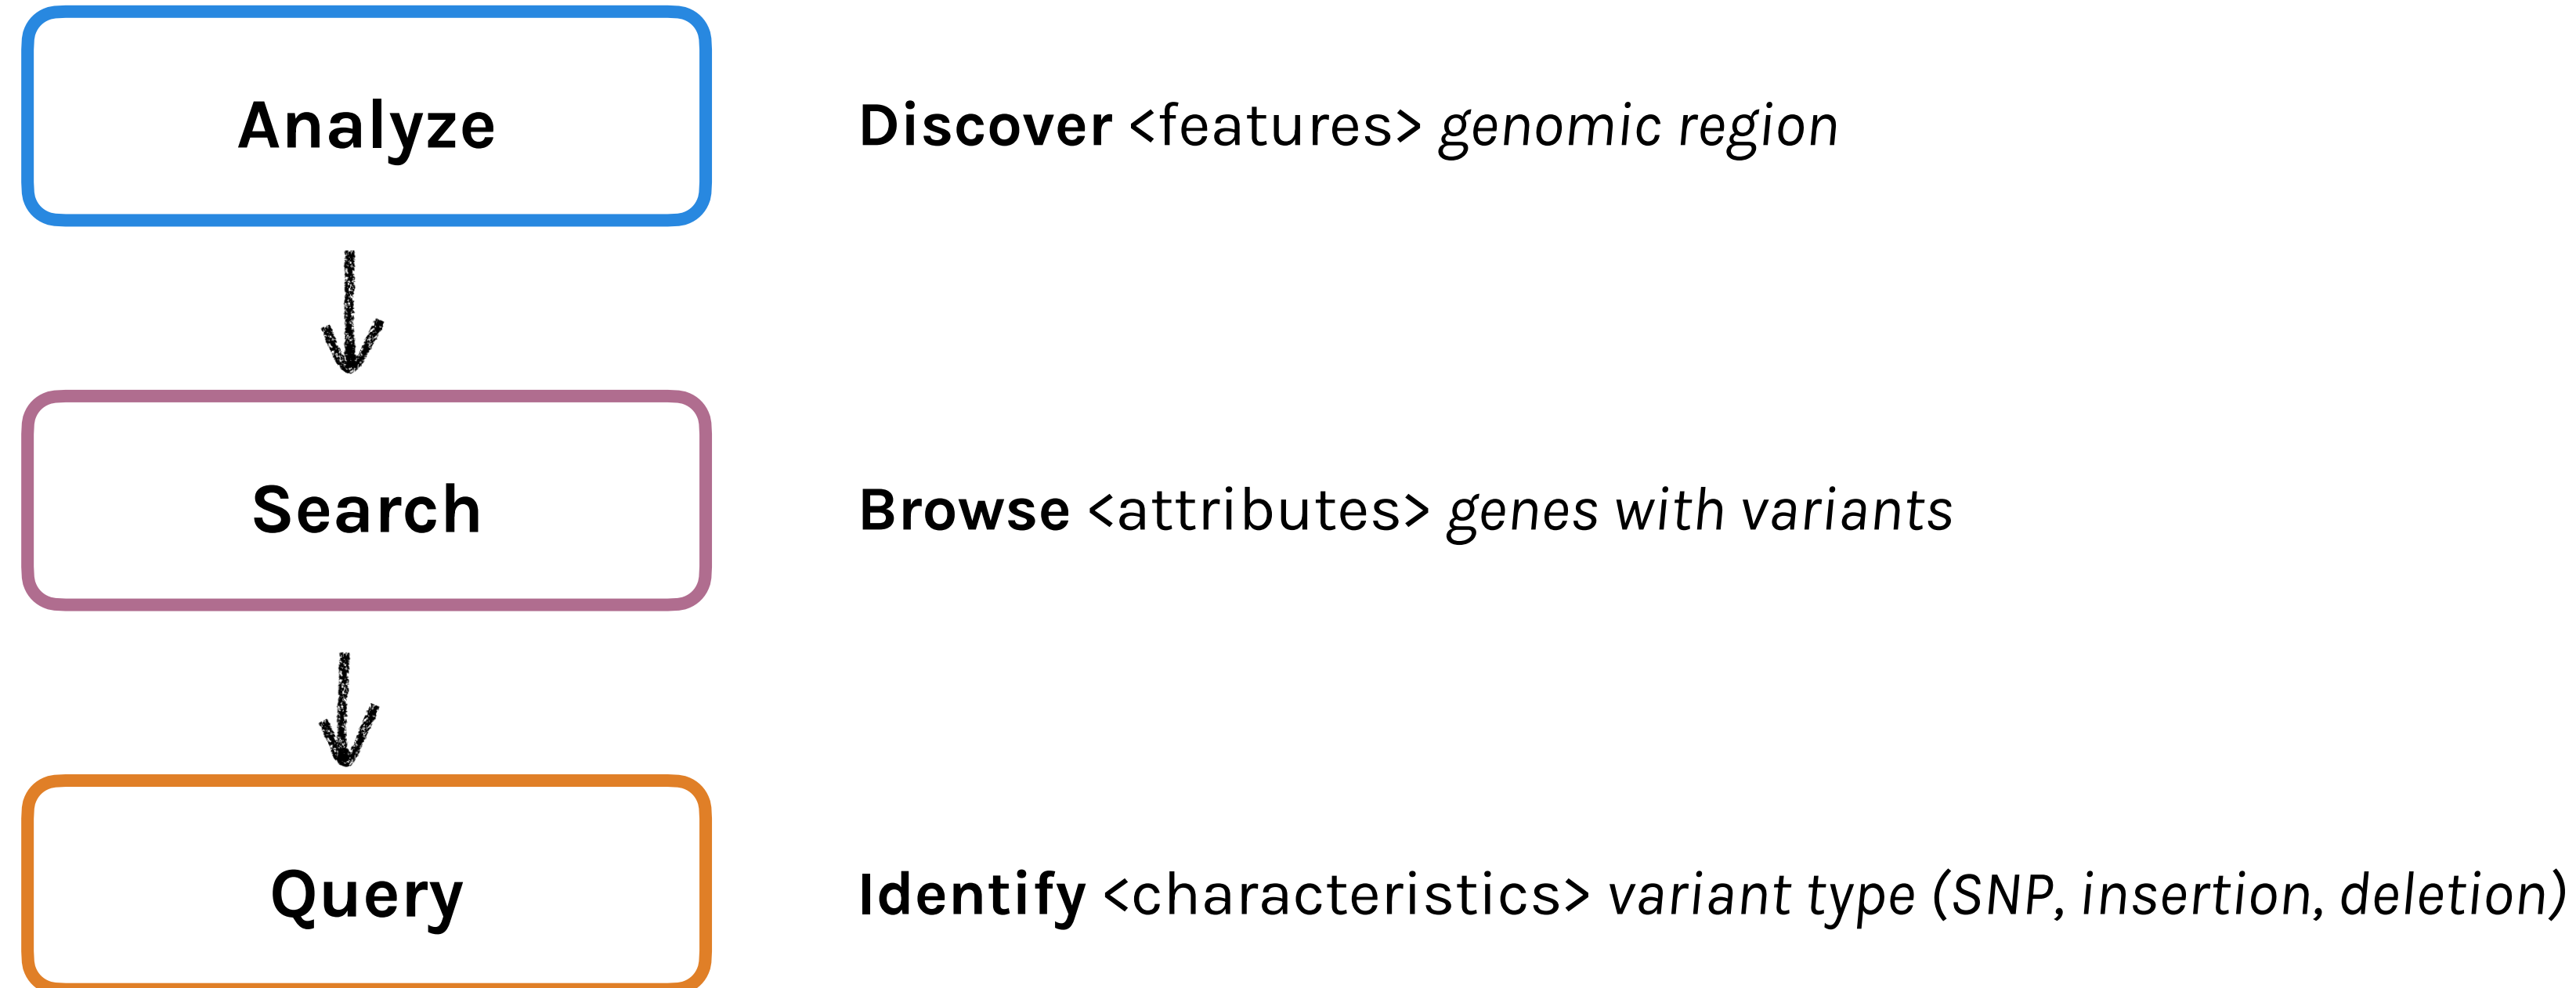 Analyze
Discover <features> genomic region
Search
Browse <attributes> genes with variants
Query
Identify <characteristics> variant type (SNP, insertion, deletion)